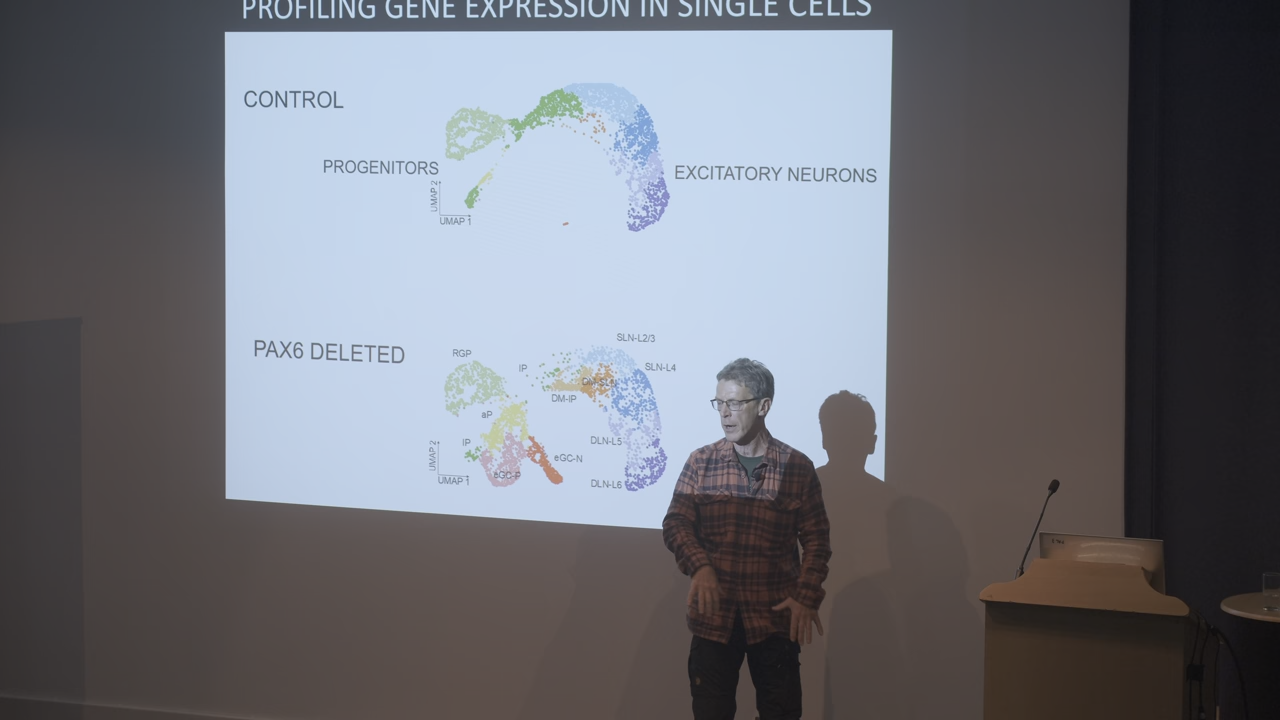 PROFILING GENE EXPRESSION IN SINGLE CELLS
CONTROL
PROGENITORS
EXCITATORY NEURONS
UMAP 2
UMAP 1
PAX6 DELETED
SLN-L2/3
RGP
IP
SLN-L4
DM-IP
aP
IP
DLN-L5
eGC-N
eGC-P
UMAP 2
UMAP 1
DLN-L6